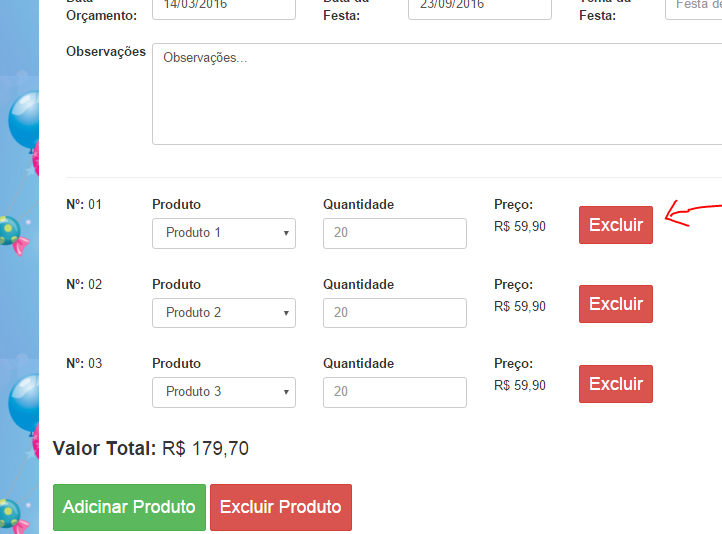 Data Orçamento: 14/03/2016 Data da Festa: 23/09/2016 Tema da Festa: Festa de
Observações Observações...
Nº: 01 Produto Quantidade Preço:
Produto 1 20 R$ 59,90 Excluir
Nº: 02 Produto Quantidade Preço:
Produto 2 20 R$ 59,90 Excluir
Nº: 03 Produto Quantidade Preço:
Produto 3 20 R$ 59,90 Excluir
Valor Total: R$ 179,70
Adicinar Produto Excluir Produto